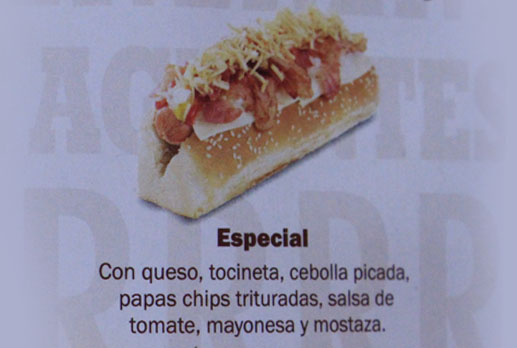 Especial
Con queso, tocineta, cebolla picada,
papas chips trituradas, salsa de
tomate, mayonesa y mostaza.